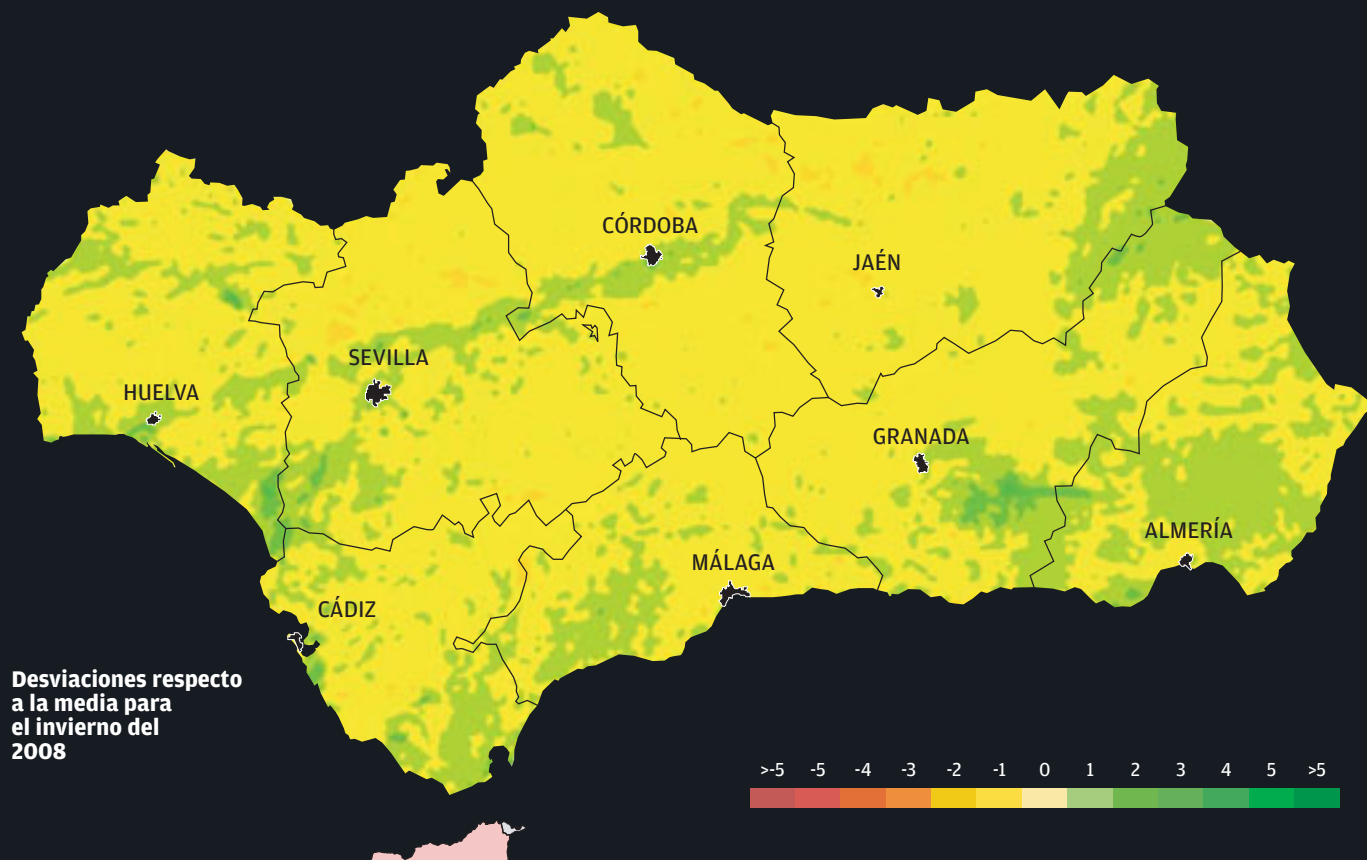 CÓRDOBA
JAÉN
SEVILLA
HUELVA
GRANADA
ALMERÍA
MÁLAGA
CÁDIZ
Desviaciones respecto
a la media para
el invierno del
2008
>-5 -5 -4 -3 -2 -1 0 1 2 3 4 5 >5